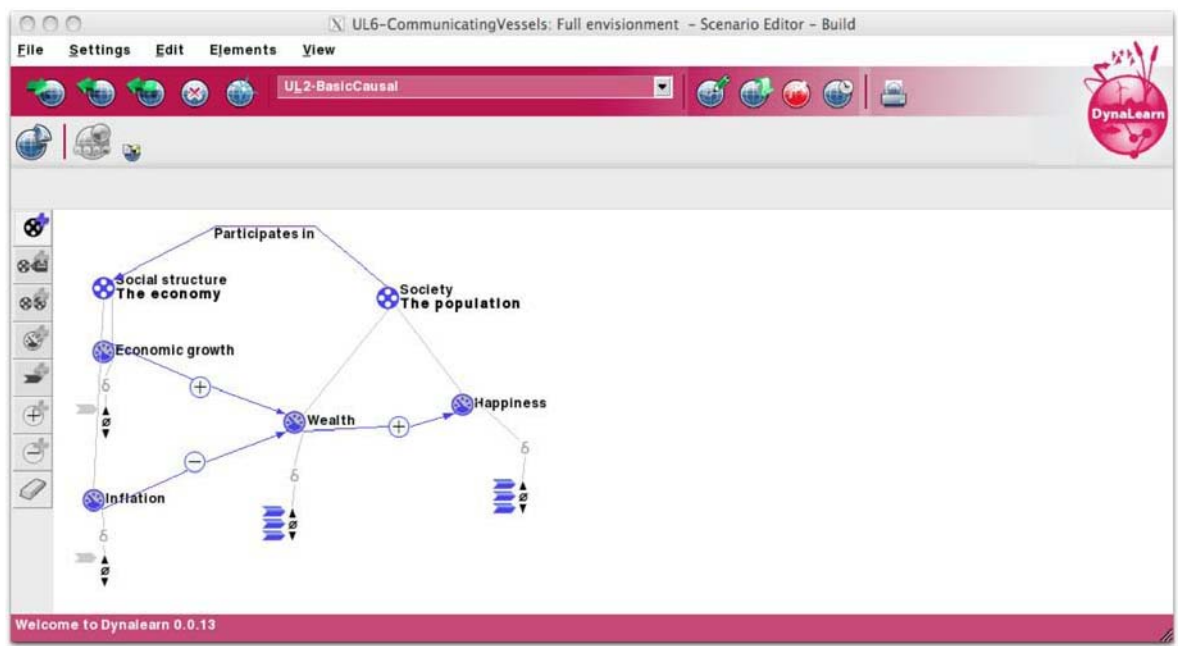 UL6-CommunicatingVessels: Full envisionment - Scenario Editor - Build
File Settings Edit Elements View
UL2-BasicCausal
DynaLearn
Participates in
Social structure
The economy
Society
The population
Economic growth
δ
ø
+
Wealth
+
Happiness
δ
ø
−
δ
ø
Inflation
δ
ø
Welcome to Dynalearn 0.0.13